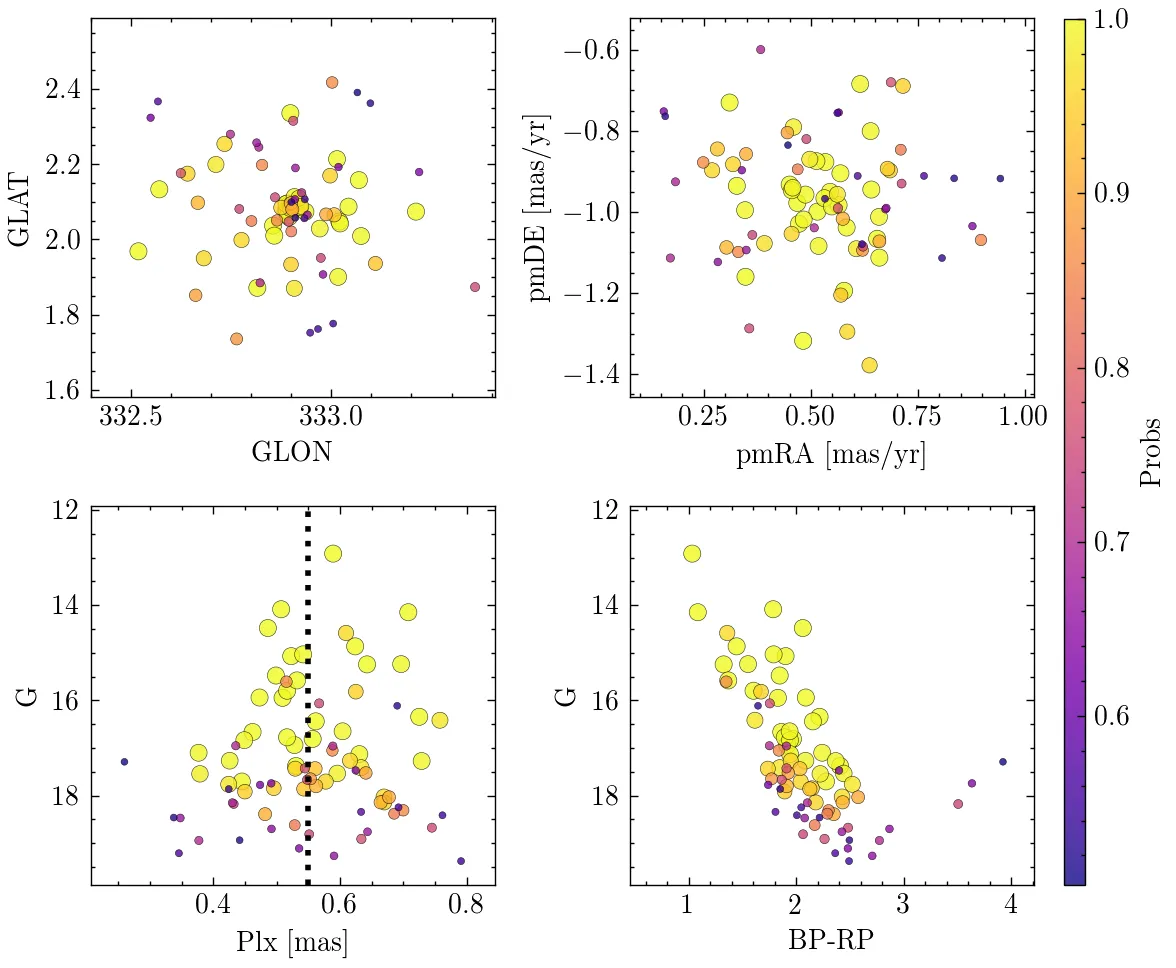 2.4
2.2
2.0
1.8
1.6
GLAT
332.5 333.0
GLON
−0.6
−0.8
−1.0
−1.2
−1.4
pmDE [mas/yr]
0.25 0.50 0.75 1.00
pmRA [mas/yr]
12
14
16
18
G
0.4 0.6 0.8
Plx [mas]
12
14
16
18
G
1 2 3 4
BP-RP
1.0
0.9
0.8
0.7
0.6
Probs